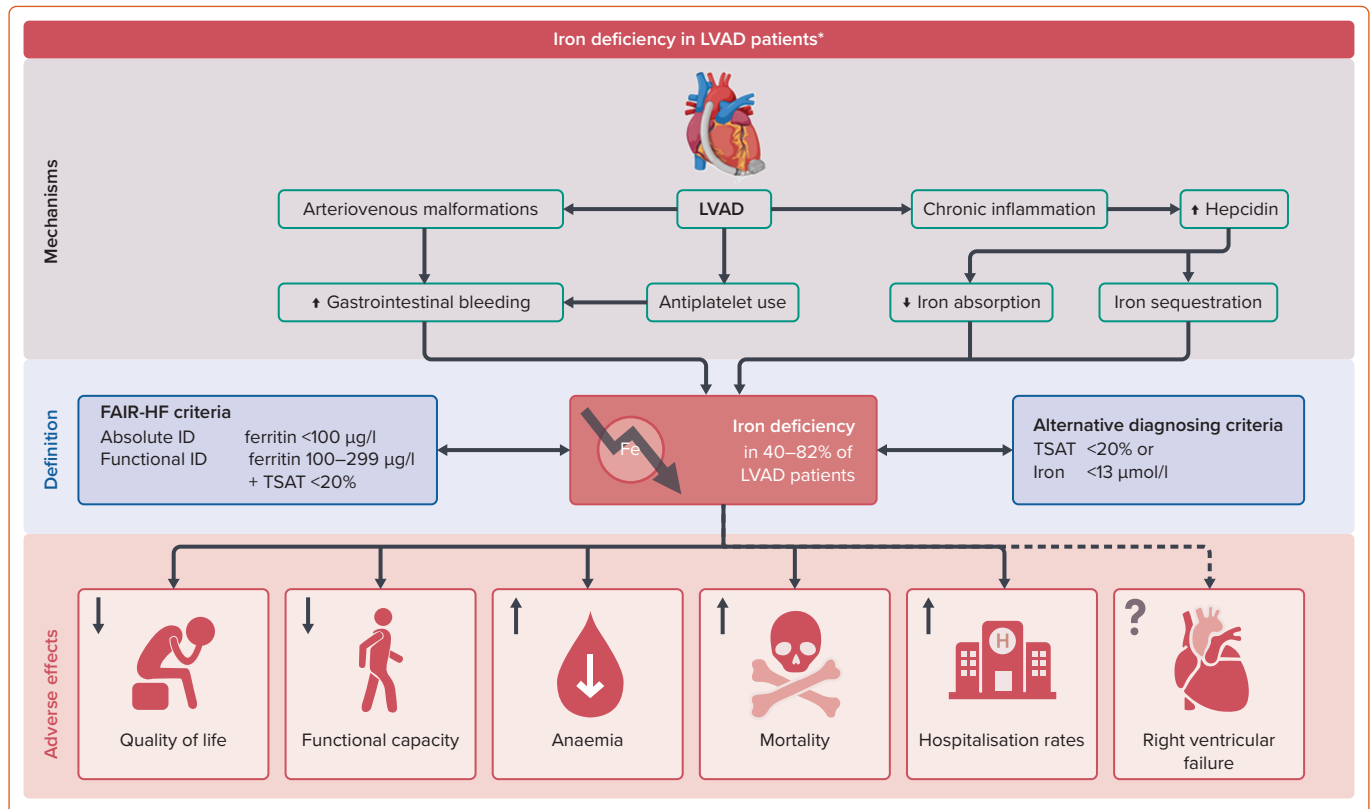 Iron deficiency in LVAD patients*
Mechanisms
Arteriovenous malformations
LVAD
Chronic inflammation
↑ Hepcidin
↑ Gastrointestinal bleeding
Antiplatelet use
↓ Iron absorption
Iron sequestration
Definition
FAIR-HF criteria
Absolute ID ferritin <100 µg/l
Functional ID ferritin 100–299 µg/l
+ TSAT <20%
Fe
Iron deficiency
in 40–82% of
LVAD patients
Alternative diagnosing criteria
TSAT <20% or
Iron <13 µmol/l
Adverse effects
↓
Quality of life
↓
Functional capacity
↑
Anaemia
↑
Mortality
↑
H
Hospitalisation rates
?
Right ventricular
failure